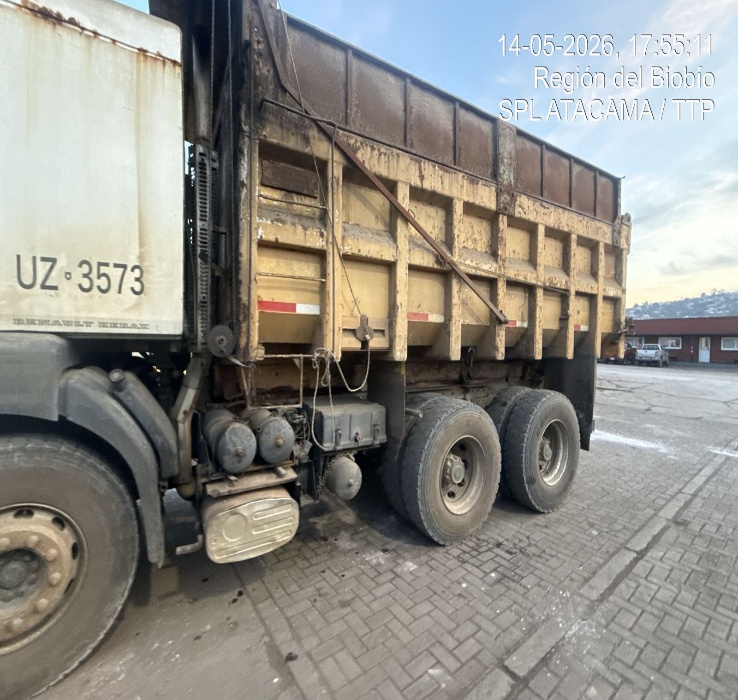 14-05-2026, 17:55:11
Región del Biobio
SPL ATACAMA / TTP
UZ·3573
RENAULT KERAX